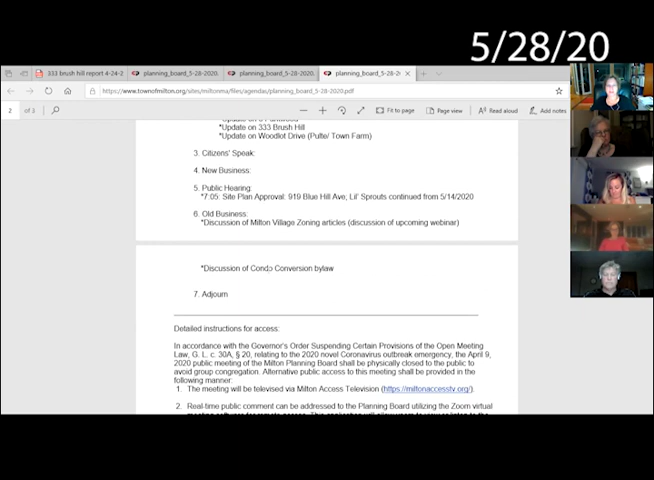 5/28/20
333 brush hill report 4-24-2
planning_board_5-28-2020.
planning_board_5-28-2020.
planning_board_5-28-2
https://www.townofmilton.org/sites/miltonma/files/agendas/planning_board_5-28-2020.pdf
2 of 3
Fit to page
Page view
Read aloud
Add notes
*Update on 333 Brush Hill
*Update on Woodlot Drive (Pulte/ Town Farm)
3. Citizens' Speak:
4. New Business:
5. Public Hearing:
*7:05: Site Plan Approval: 919 Blue Hill Ave; Lil' Sprouts continued from 5/14/2020
6. Old Business:
*Discussion of Milton Village Zoning articles (discussion of upcoming webinar)
*Discussion of Condo Conversion bylaw
7. Adjourn
Detailed instructions for access:
In accordance with the Governor's Order Suspending Certain Provisions of the Open Meeting
Law, G. L. c. 30A, § 20, relating to the 2020 novel Coronavirus outbreak emergency, the April 9,
2020 public meeting of the Milton Planning Board shall be physically closed to the public to
avoid group congregation. Alternative public access to this meeting shall be provided in the
following manner:
1. The meeting will be televised via Milton Access Television (https://miltonaccesstv.org/).
2. Real-time public comment can be addressed to the Planning Board utilizing the Zoom virtual